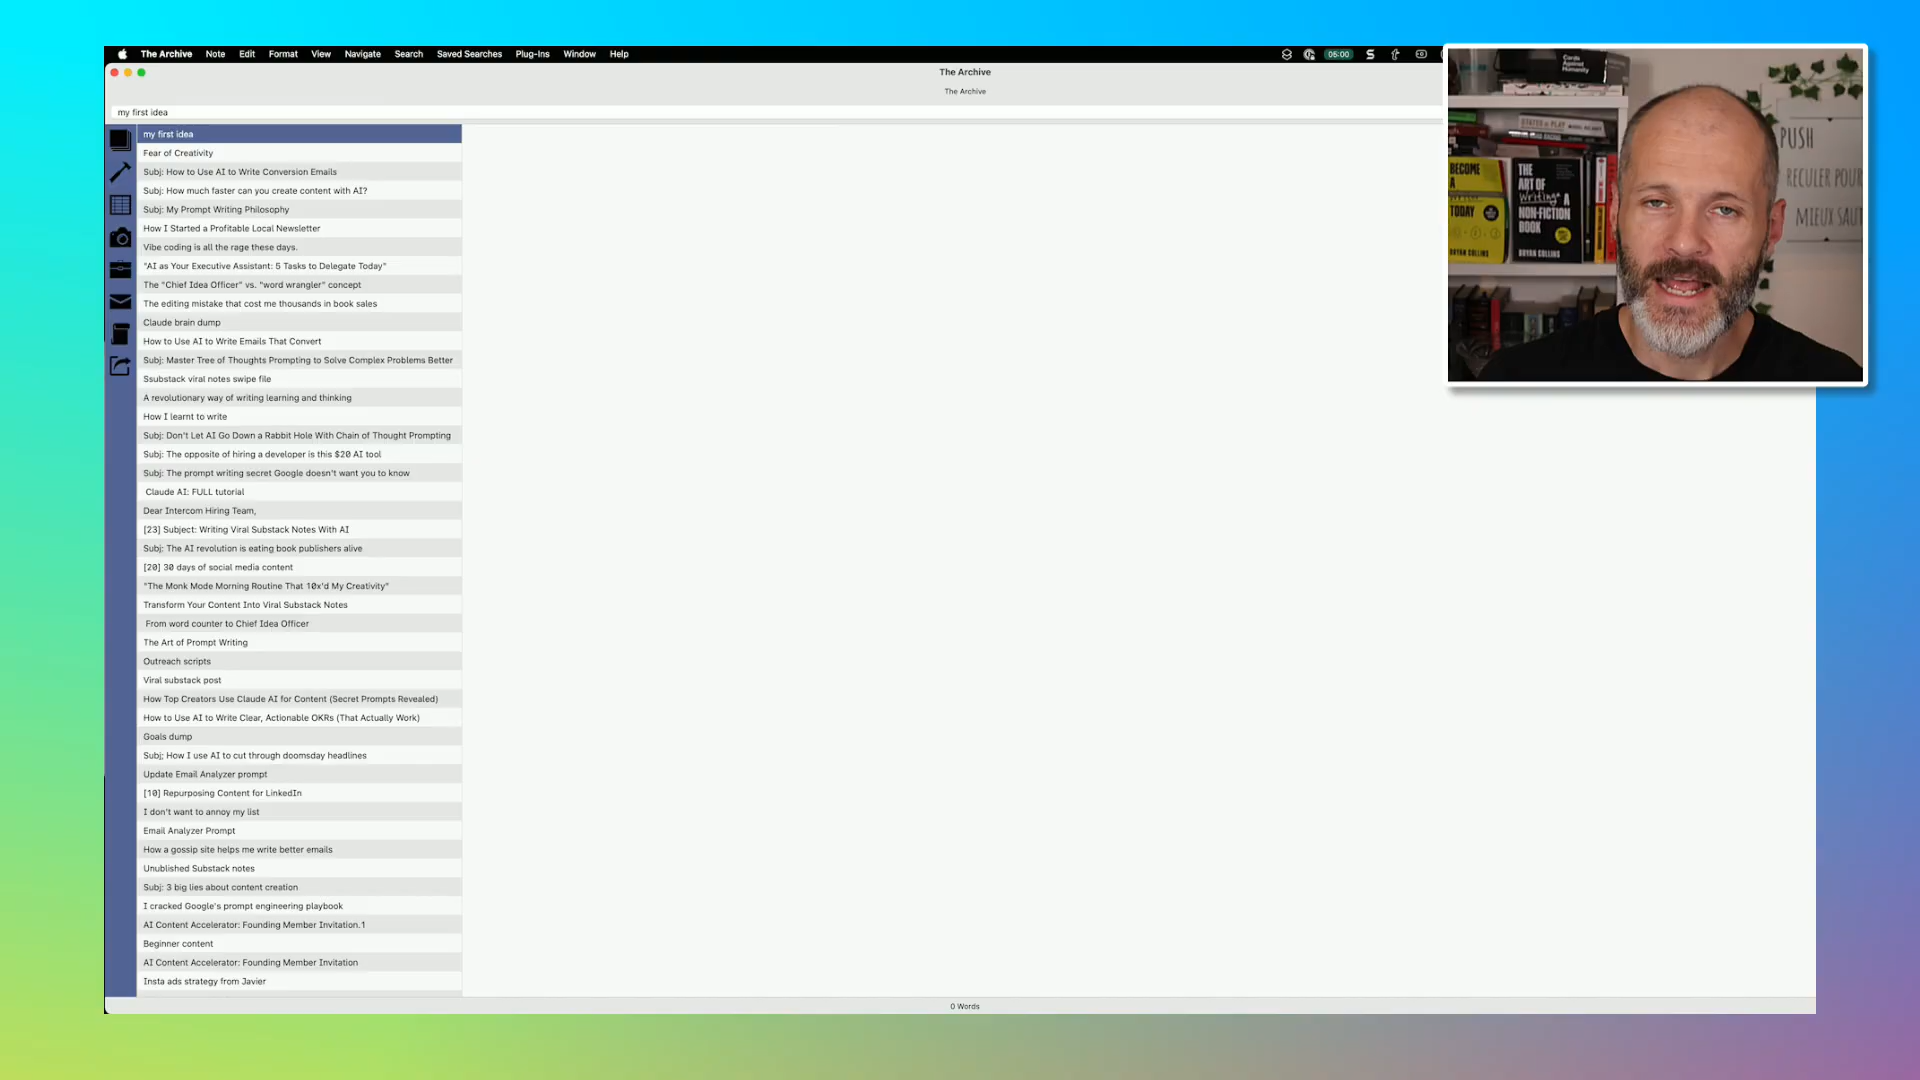 The Archive Note Edit Format View Navigate Search Saved Searches Plug-Ins Window Help 05:00
The Archive
The Archive
my first idea
my first idea
Fear of Creativity
Subj: How to Use AI to Write Conversion Emails
Subj: How much faster can you create content with AI?
Subj: My Prompt Writing Philosophy
How I Started a Profitable Local Newsletter
Vibe coding is all the rage these days.
"AI as Your Executive Assistant: 5 Tasks to Delegate Today"
The "Chief Idea Officer" vs. "word wrangler" concept
The editing mistake that cost me thousands in book sales
Claude brain dump
How to Use AI to Write Emails That Convert
Subj: Master Tree of Thoughts Prompting to Solve Complex Problems Better
Ssubstack viral notes swipe file
A revolutionary way of writing learning and thinking
How I learnt to write
Subj: Don't Let AI Go Down a Rabbit Hole With Chain of Thought Prompting
Subj: The opposite of hiring a developer is this $20 AI tool
Subj: The prompt writing secret Google doesn't want you to know
Claude AI: FULL tutorial
Dear Intercom Hiring Team,
[23] Subject: Writing Viral Substack Notes With AI
Subj: The AI revolution is eating book publishers alive
[20] 30 days of social media content
"The Monk Mode Morning Routine That 10x'd My Creativity"
Transform Your Content Into Viral Substack Notes
From word counter to Chief Idea Officer
The Art of Prompt Writing
Outreach scripts
Viral substack post
How Top Creators Use Claude AI for Content (Secret Prompts Revealed)
How to Use AI to Write Clear, Actionable OKRs (That Actually Work)
Goals dump
Subj; How I use AI to cut through doomsday headlines
Update Email Analyzer prompt
[10] Repurposing Content for LinkedIn
I don't want to annoy my list
Email Analyzer Prompt
How a gossip site helps me write better emails
Unublished Substack notes
Subj: 3 big lies about content creation
I cracked Google's prompt engineering playbook
AI Content Accelerator: Founding Member Invitation.1
Beginner content
AI Content Accelerator: Founding Member Invitation
Insta ads strategy from Javier
0 Words
Cards
Against
Humanity
BECOME
A
TODAY
BRYAN COLLINS
THE
ART OF
Writing A
NON-FICTION
BOOK
BRYAN COLLINS
PUSH
RECULER POUR
MIEUX SAUT